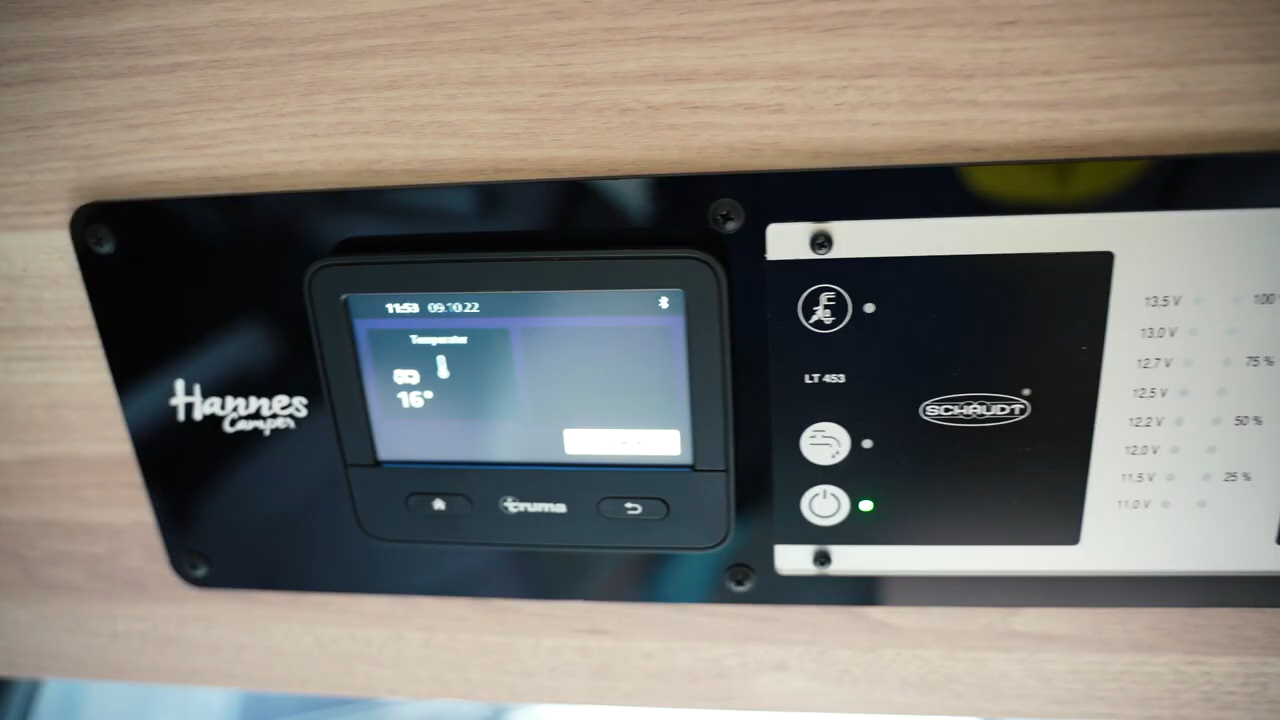 Hannes
Camper
11:53 09.10.22
Temperatur
16°
truma
LT 453
SCHAUDT
13.5 V 100
13.0 V
12,7 V 75 %
12,5 V
12.2 V 50 %
12,0 V
11,5 V 25 %
11,0 V